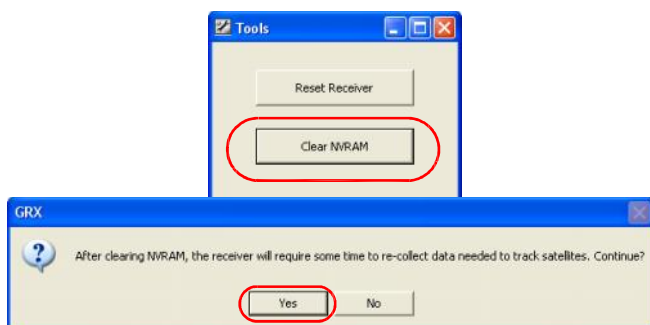 Tools
Reset Receiver
Clear NVRAM
GRX
After clearing NVRAM, the receiver will require some time to re-collect data needed to track satellites. Continue?
Yes No